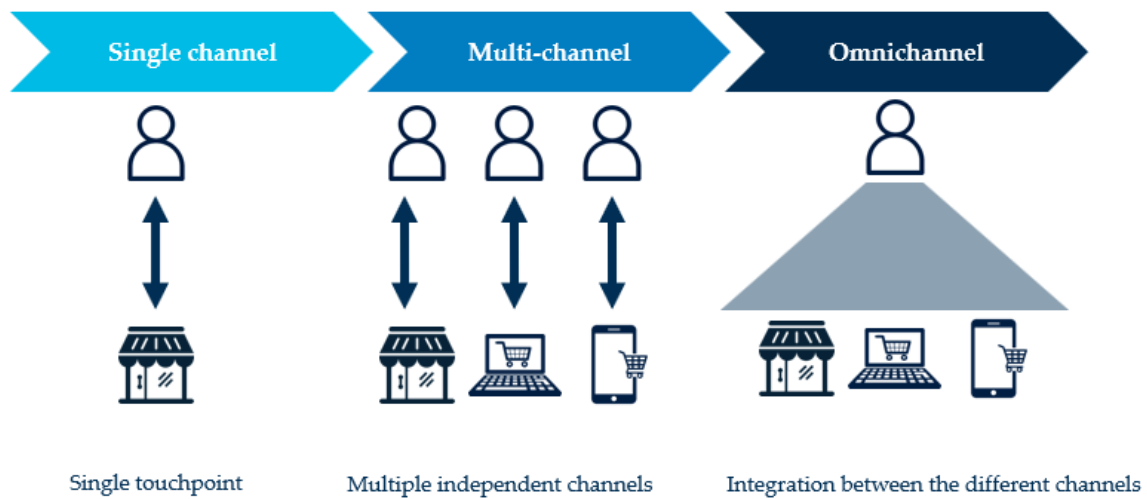 Single channel
Multi-channel
Omnichannel
Single touchpoint
Multiple independent channels
Integration between the different channels